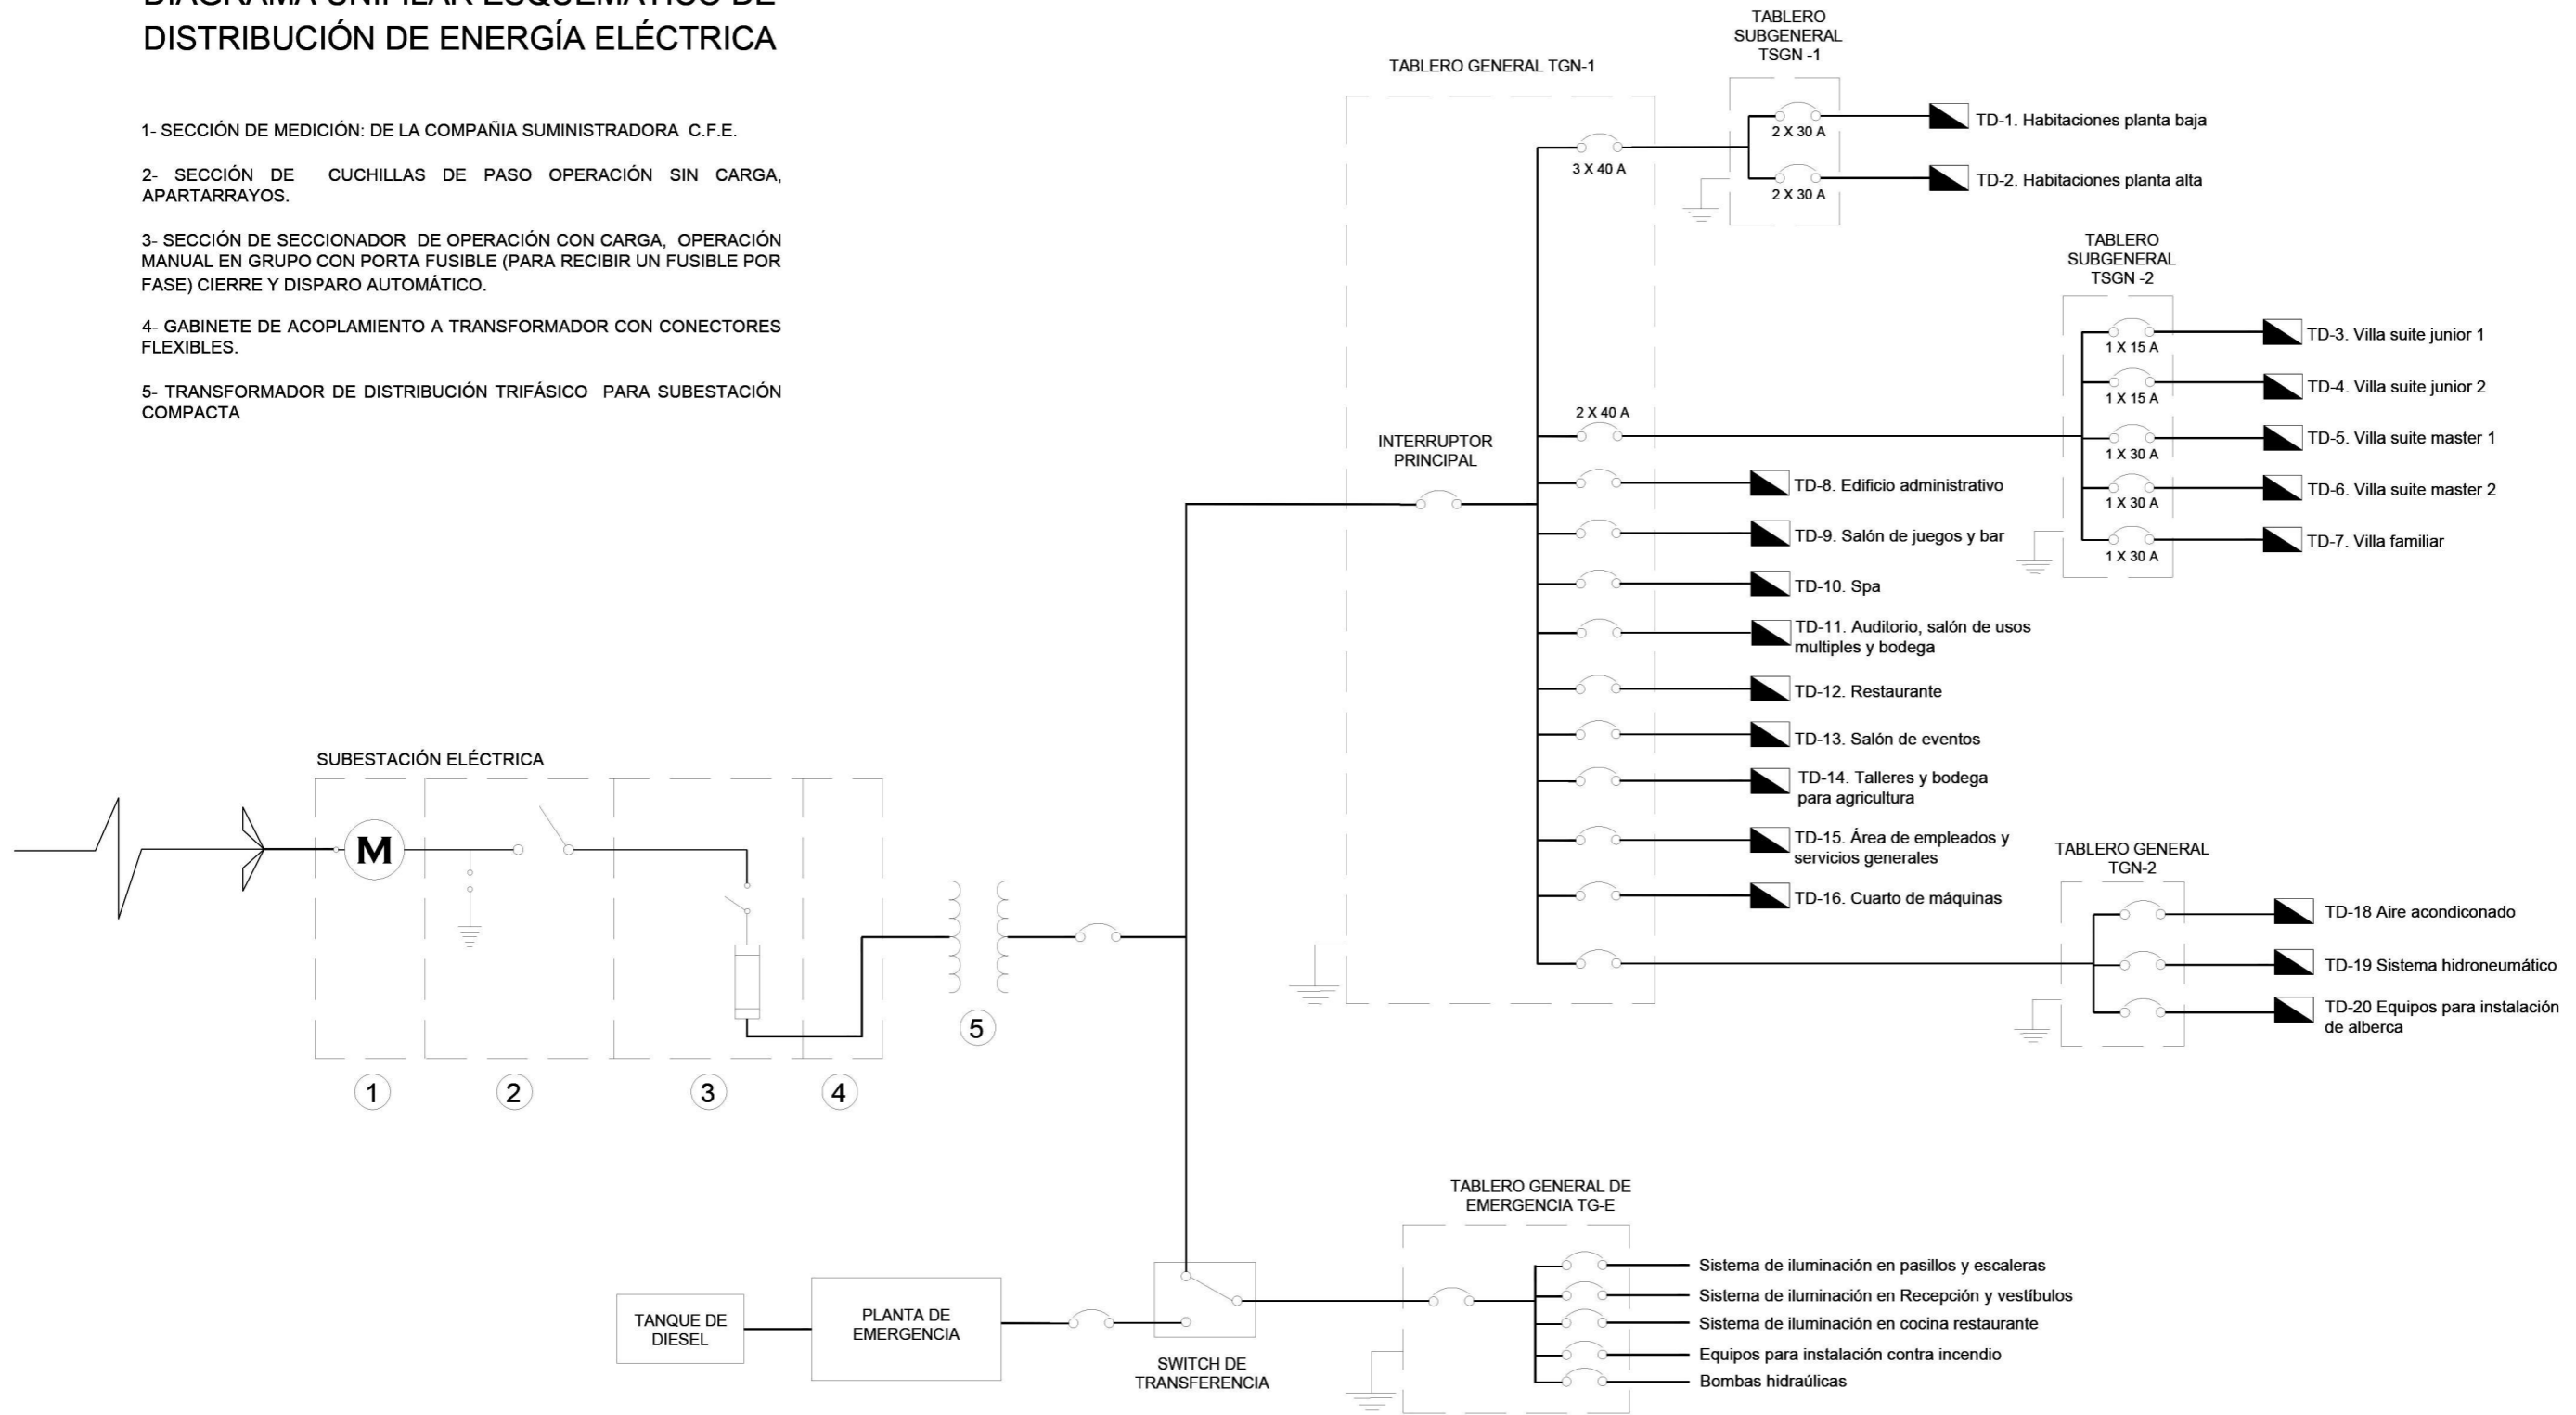 DIAGRAMA UNIFILAR ESQUEMÁTICO DE
DISTRIBUCIÓN DE ENERGÍA ELÉCTRICA
1- SECCIÓN DE MEDICIÓN: DE LA COMPAÑIA SUMINISTRADORA C.F.E.
2- SECCIÓN DE CUCHILLAS DE PASO OPERACIÓN SIN CARGA,
APARTARRAYOS.
3- SECCIÓN DE SECCIONADOR DE OPERACIÓN CON CARGA, OPERACIÓN
MANUAL EN GRUPO CON PORTA FUSIBLE (PARA RECIBIR UN FUSIBLE POR
FASE) CIERRE Y DISPARO AUTOMÁTICO.
4- GABINETE DE ACOPLAMIENTO A TRANSFORMADOR CON CONECTORES
FLEXIBLES.
5- TRANSFORMADOR DE DISTRIBUCIÓN TRIFÁSICO PARA SUBESTACIÓN
COMPACTA
SUBESTACIÓN ELÉCTRICA
M
1
2
3
4
5
TANQUE DE
DIESEL
PLANTA DE
EMERGENCIA
SWITCH DE
TRANSFERENCIA
TABLERO GENERAL TGN-1
INTERRUPTOR
PRINCIPAL
3 X 40 A
2 X 40 A
TABLERO
SUBGENERAL
TSGN -1
2 X 30 A
TD-1. Habitaciones planta baja
2 X 30 A
TD-2. Habitaciones planta alta
TABLERO
SUBGENERAL
TSGN -2
1 X 15 A
TD-3. Villa suite junior 1
1 X 15 A
TD-4. Villa suite junior 2
1 X 30 A
TD-5. Villa suite master 1
1 X 30 A
TD-6. Villa suite master 2
1 X 30 A
TD-7. Villa familiar
TD-8. Edificio administrativo
TD-9. Salón de juegos y bar
TD-10. Spa
TD-11. Auditorio, salón de usos
multiples y bodega
TD-12. Restaurante
TD-13. Salón de eventos
TD-14. Talleres y bodega
para agricultura
TD-15. Área de empleados y
servicios generales
TD-16. Cuarto de máquinas
TABLERO GENERAL
TGN-2
TD-18 Aire acondiconado
TD-19 Sistema hidroneumático
TD-20 Equipos para instalación
de alberca
TABLERO GENERAL DE
EMERGENCIA TG-E
Sistema de iluminación en pasillos y escaleras
Sistema de iluminación en Recepción y vestíbulos
Sistema de iluminación en cocina restaurante
Equipos para instalación contra incendio
Bombas hidraúlicas